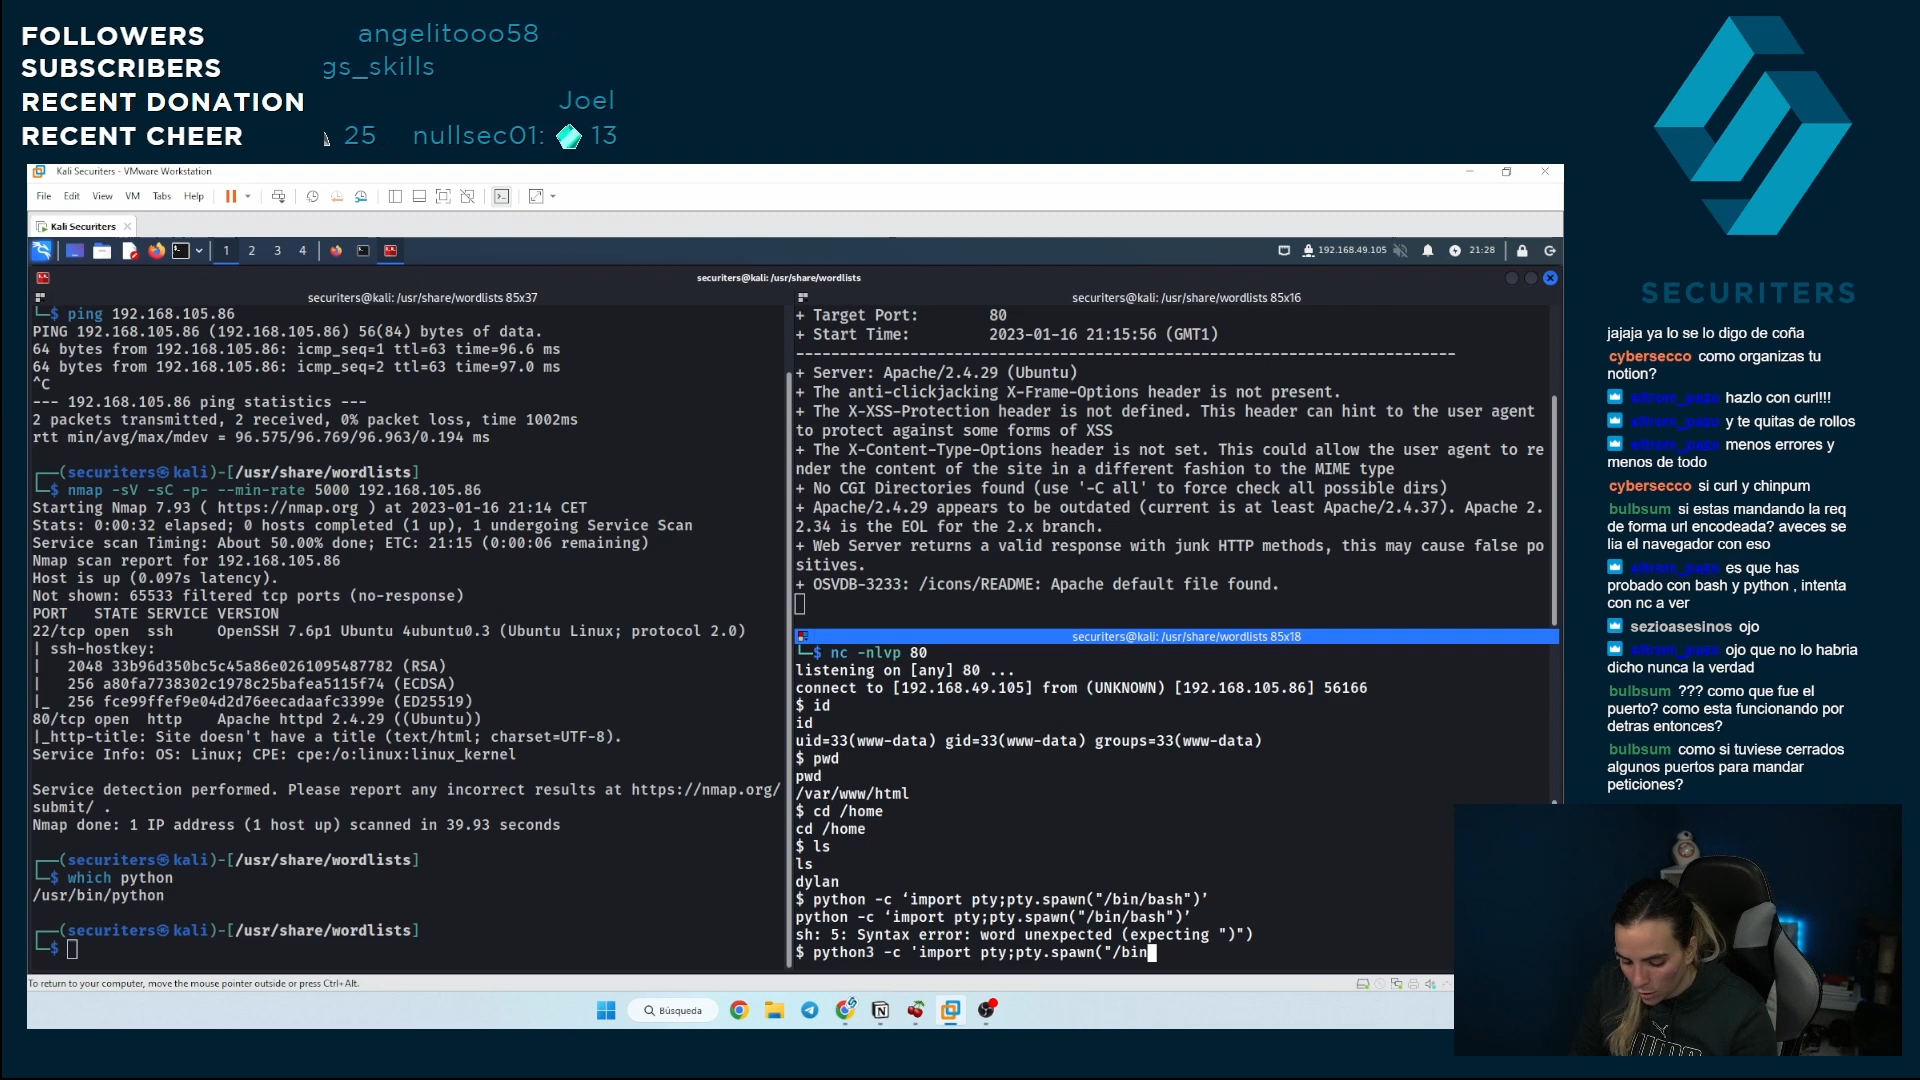 FOLLOWERS
angelitooo58
SUBSCRIBERS
gs_skills
RECENT DONATION
Joel
RECENT CHEER
25 nullsec01: 13
Kali Securiters - VMware Workstation
File Edit View VM Tabs Help
Kali Securiters
1 2 3 4
192.168.49.105
21:28
securiters@kali: /usr/share/wordlists
securiters@kali: /usr/share/wordlists 85x37
└─$ ping 192.168.105.86
PING 192.168.105.86 (192.168.105.86) 56(84) bytes of data.
64 bytes from 192.168.105.86: icmp_seq=1 ttl=63 time=96.6 ms
64 bytes from 192.168.105.86: icmp_seq=2 ttl=63 time=97.0 ms
^C
--- 192.168.105.86 ping statistics ---
2 packets transmitted, 2 received, 0% packet loss, time 1002ms
rtt min/avg/max/mdev = 96.575/96.769/96.963/0.194 ms
┌──(securiters㉿kali)-[/usr/share/wordlists]
└─$ nmap -sV -sC -p- --min-rate 5000 192.168.105.86
Starting Nmap 7.93 ( https://nmap.org ) at 2023-01-16 21:14 CET
Stats: 0:00:32 elapsed; 0 hosts completed (1 up), 1 undergoing Service Scan
Service scan Timing: About 50.00% done; ETC: 21:15 (0:00:06 remaining)
Nmap scan report for 192.168.105.86
Host is up (0.097s latency).
Not shown: 65533 filtered tcp ports (no-response)
PORT   STATE SERVICE VERSION
22/tcp open  ssh     OpenSSH 7.6p1 Ubuntu 4ubuntu0.3 (Ubuntu Linux; protocol 2.0)
| ssh-hostkey:
|   2048 33b96d350bc5c45a86e0261095487782 (RSA)
|   256 a80fa7738302c1978c25bafea5115f74 (ECDSA)
|_  256 fce99ffef9e04d2d76eecadaafc3399e (ED25519)
80/tcp open  http    Apache httpd 2.4.29 ((Ubuntu))
|_http-title: Site doesn't have a title (text/html; charset=UTF-8).
Service Info: OS: Linux; CPE: cpe:/o:linux:linux_kernel
Service detection performed. Please report any incorrect results at https://nmap.org/
submit/ .
Nmap done: 1 IP address (1 host up) scanned in 39.93 seconds
┌──(securiters㉿kali)-[/usr/share/wordlists]
└─$ which python
/usr/bin/python
┌──(securiters㉿kali)-[/usr/share/wordlists]
└─$
securiters@kali: /usr/share/wordlists 85x16
+ Target Port:        80
+ Start Time:         2023-01-16 21:15:56 (GMT1)
---------------------------------------------------------------------------
+ Server: Apache/2.4.29 (Ubuntu)
+ The anti-clickjacking X-Frame-Options header is not present.
+ The X-XSS-Protection header is not defined. This header can hint to the user agent
to protect against some forms of XSS
+ The X-Content-Type-Options header is not set. This could allow the user agent to re
nder the content of the site in a different fashion to the MIME type
+ No CGI Directories found (use '-C all' to force check all possible dirs)
+ Apache/2.4.29 appears to be outdated (current is at least Apache/2.4.37). Apache 2.
2.34 is the EOL for the 2.x branch.
+ Web Server returns a valid response with junk HTTP methods, this may cause false po
sitives.
+ OSVDB-3233: /icons/README: Apache default file found.
securiters@kali: /usr/share/wordlists 85x18
└─$ nc -nlvp 80
listening on [any] 80 ...
connect to [192.168.49.105] from (UNKNOWN) [192.168.105.86] 56166
$ id
id
uid=33(www-data) gid=33(www-data) groups=33(www-data)
$ pwd
pwd
/var/www/html
$ cd /home
cd /home
$ ls
ls
dylan
$ python -c ‘import pty;pty.spawn("/bin/bash")’
python -c ‘import pty;pty.spawn("/bin/bash")’
sh: 5: Syntax error: word unexpected (expecting ")")
$ python3 -c 'import pty;pty.spawn("/bin
To return to your computer, move the mouse pointer outside or press Ctrl+Alt.
Búsqueda
SECURITERS
jajaja ya lo se lo digo de coña
cybersecco como organizas tu
notion?
hazlo con curl!!!
y te quitas de rollos
menos errores y
menos de todo
cybersecco si curl y chinpum
bulbsum si estas mandando la req
de forma url encodeada? aveces se
lia el navegador con eso
es que has
probado con bash y python , intenta
con nc a ver
sezioasesinos ojo
ojo que no lo habria
dicho nunca la verdad
bulbsum ??? como que fue el
puerto? como esta funcionando por
detras entonces?
bulbsum como si tuviese cerrados
algunos puertos para mandar
peticiones?